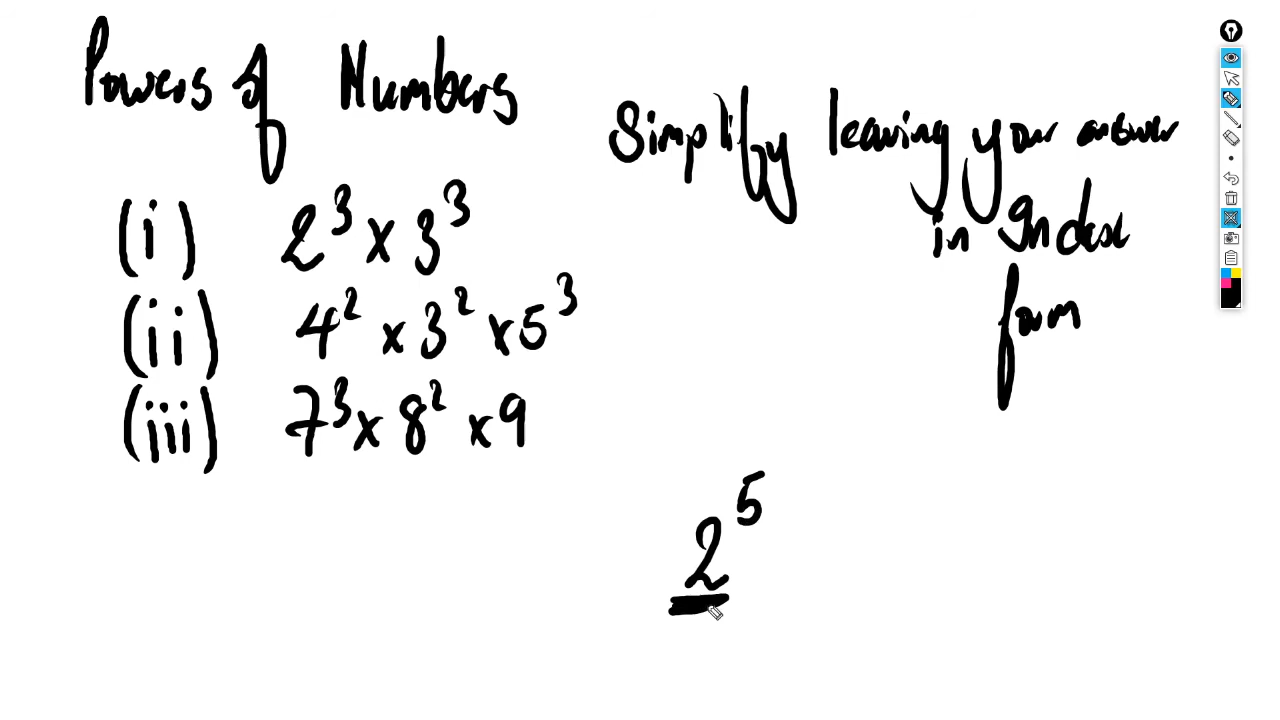 Powers of Numbers
Simplify leaving your answer
in Index
form
(i) 2³ x 3³
(ii) 4² x 3² x 5³
(iii) 7³ x 8² x 9
2⁵